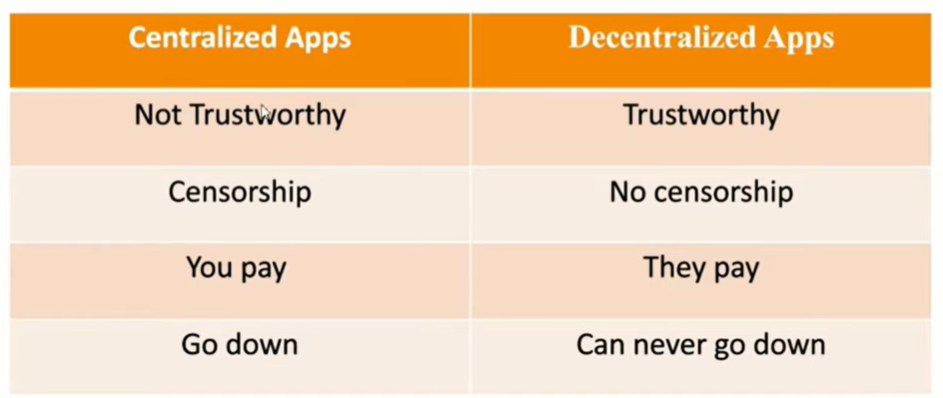 Centralized Apps
Decentralized Apps
Not Trustworthy
Trustworthy
Censorship
No censorship
You pay
They pay
Go down
Can never go down